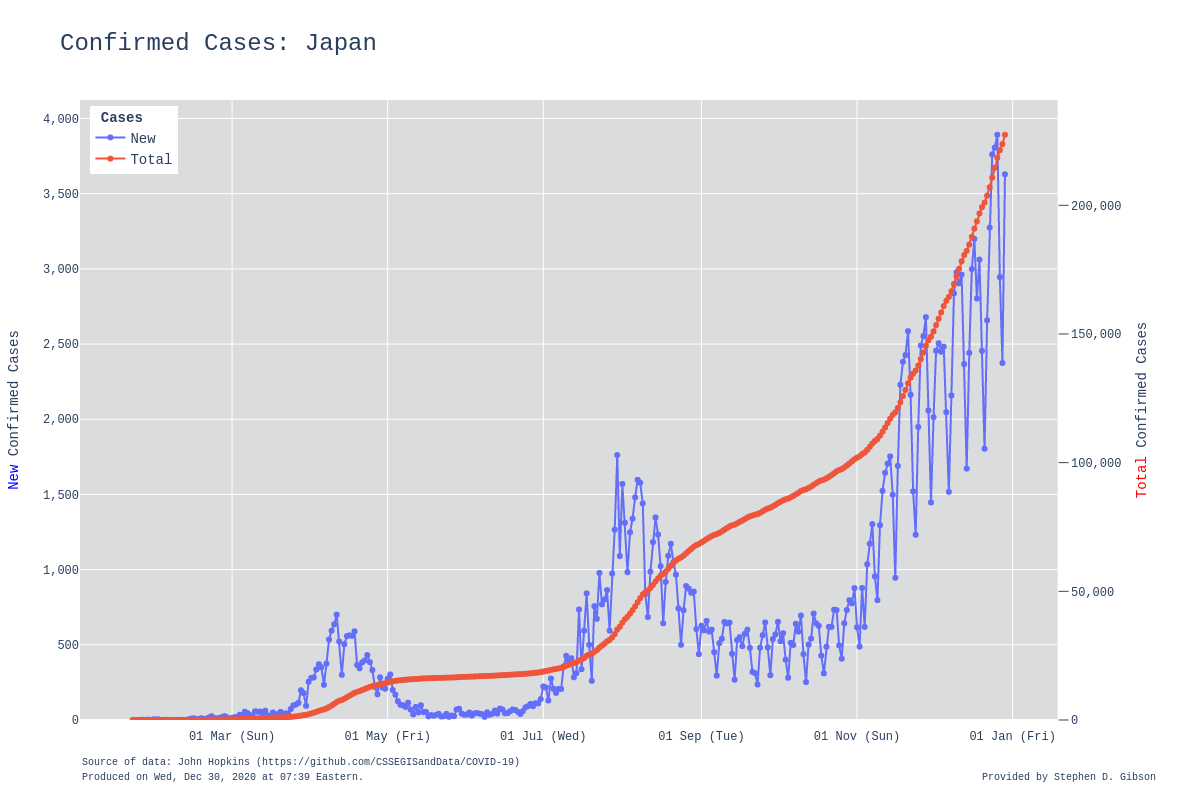 Confirmed Cases: Japan
Cases
New
Total
4,000
3,500
3,000
2,500
2,000
1,500
1,000
500
0
New Confirmed Cases
200,000
150,000
100,000
50,000
0
Total Confirmed Cases
01 Mar (Sun)
01 May (Fri)
01 Jul (Wed)
01 Sep (Tue)
01 Nov (Sun)
01 Jan (Fri)
Source of data: John Hopkins (https://github.com/CSSEGISandData/COVID-19)
Produced on Wed, Dec 30, 2020 at 07:39 Eastern.
Provided by Stephen D. Gibson